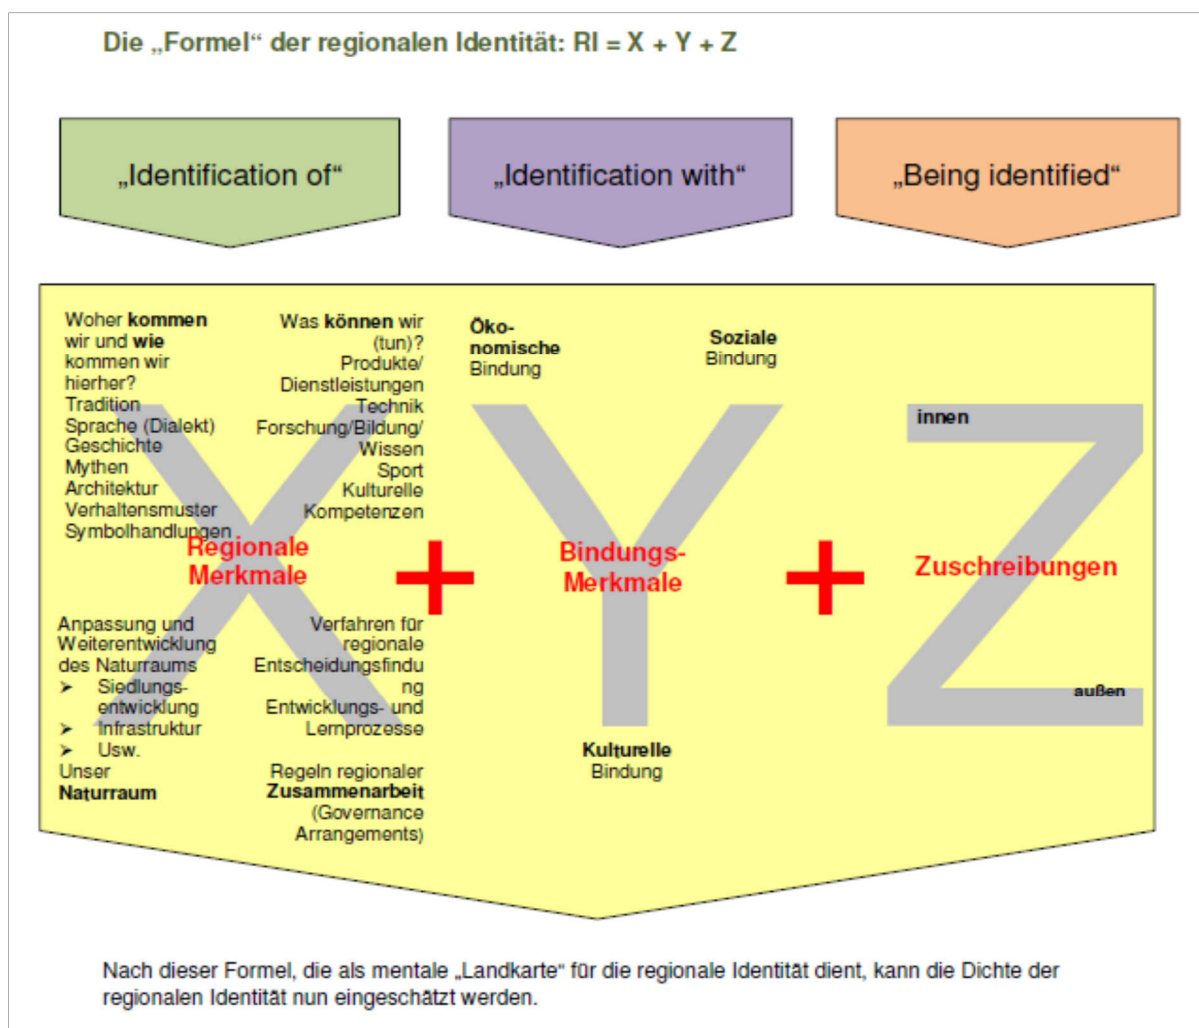 Die „Formel“ der regionalen Identität: RI = X + Y + Z
„Identification of“
„Identification with“
„Being identified“
Woher kommen
wir und wie
kommen wir
hierher?
Tradition
Sprache (Dialekt)
Geschichte
Mythen
Architektur
Verhaltensmuster
Symbolhandlungen
Was können wir
(tun)?
Produkte/
Dienstleistungen
Technik
Forschung/Bildung/
Wissen
Sport
Kulturelle
Kompetenzen
X
Regionale
Merkmale
Anpassung und
Weiterentwicklung
des Naturraums
➢ Siedlungs-
entwicklung
➢ Infrastruktur
➢ Usw.
Unser
Naturraum
Verfahren für
regionale
Entscheidungsfindu
ng
Entwicklungs- und
Lernprozesse
Regeln regionaler
Zusammenarbeit
(Governance
Arrangements)
+
Öko-
nomische
Bindung
Soziale
Bindung
Y
Bindungs-
Merkmale
Kulturelle
Bindung
+
innen
Z
Zuschreibungen
außen
Nach dieser Formel, die als mentale „Landkarte“ für die regionale Identität dient, kann die Dichte der
regionalen Identität nun eingeschätzt werden.